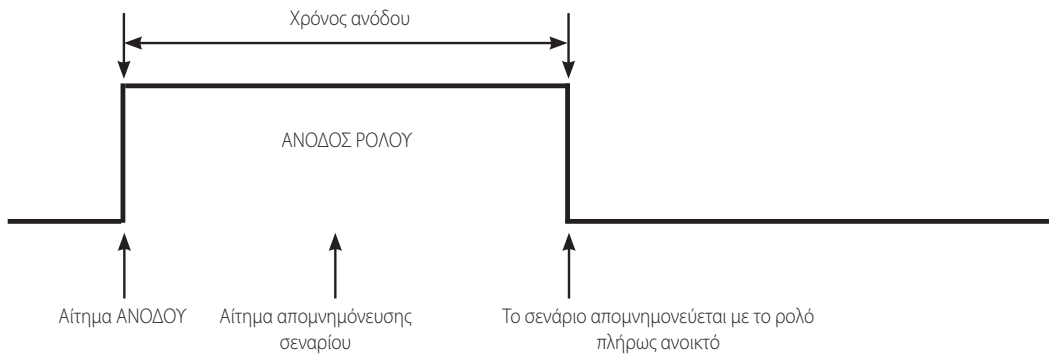 Χρόνος ανόδου
ΑΝΟΔΟΣ ΡΟΛΟΥ
Αίτημα ΑΝΟΔΟΥ
Αίτημα απομνημόνευσης
σεναρίου
Το σενάριο απομνημονεύεται με το ρολό
πλήρως ανοικτό